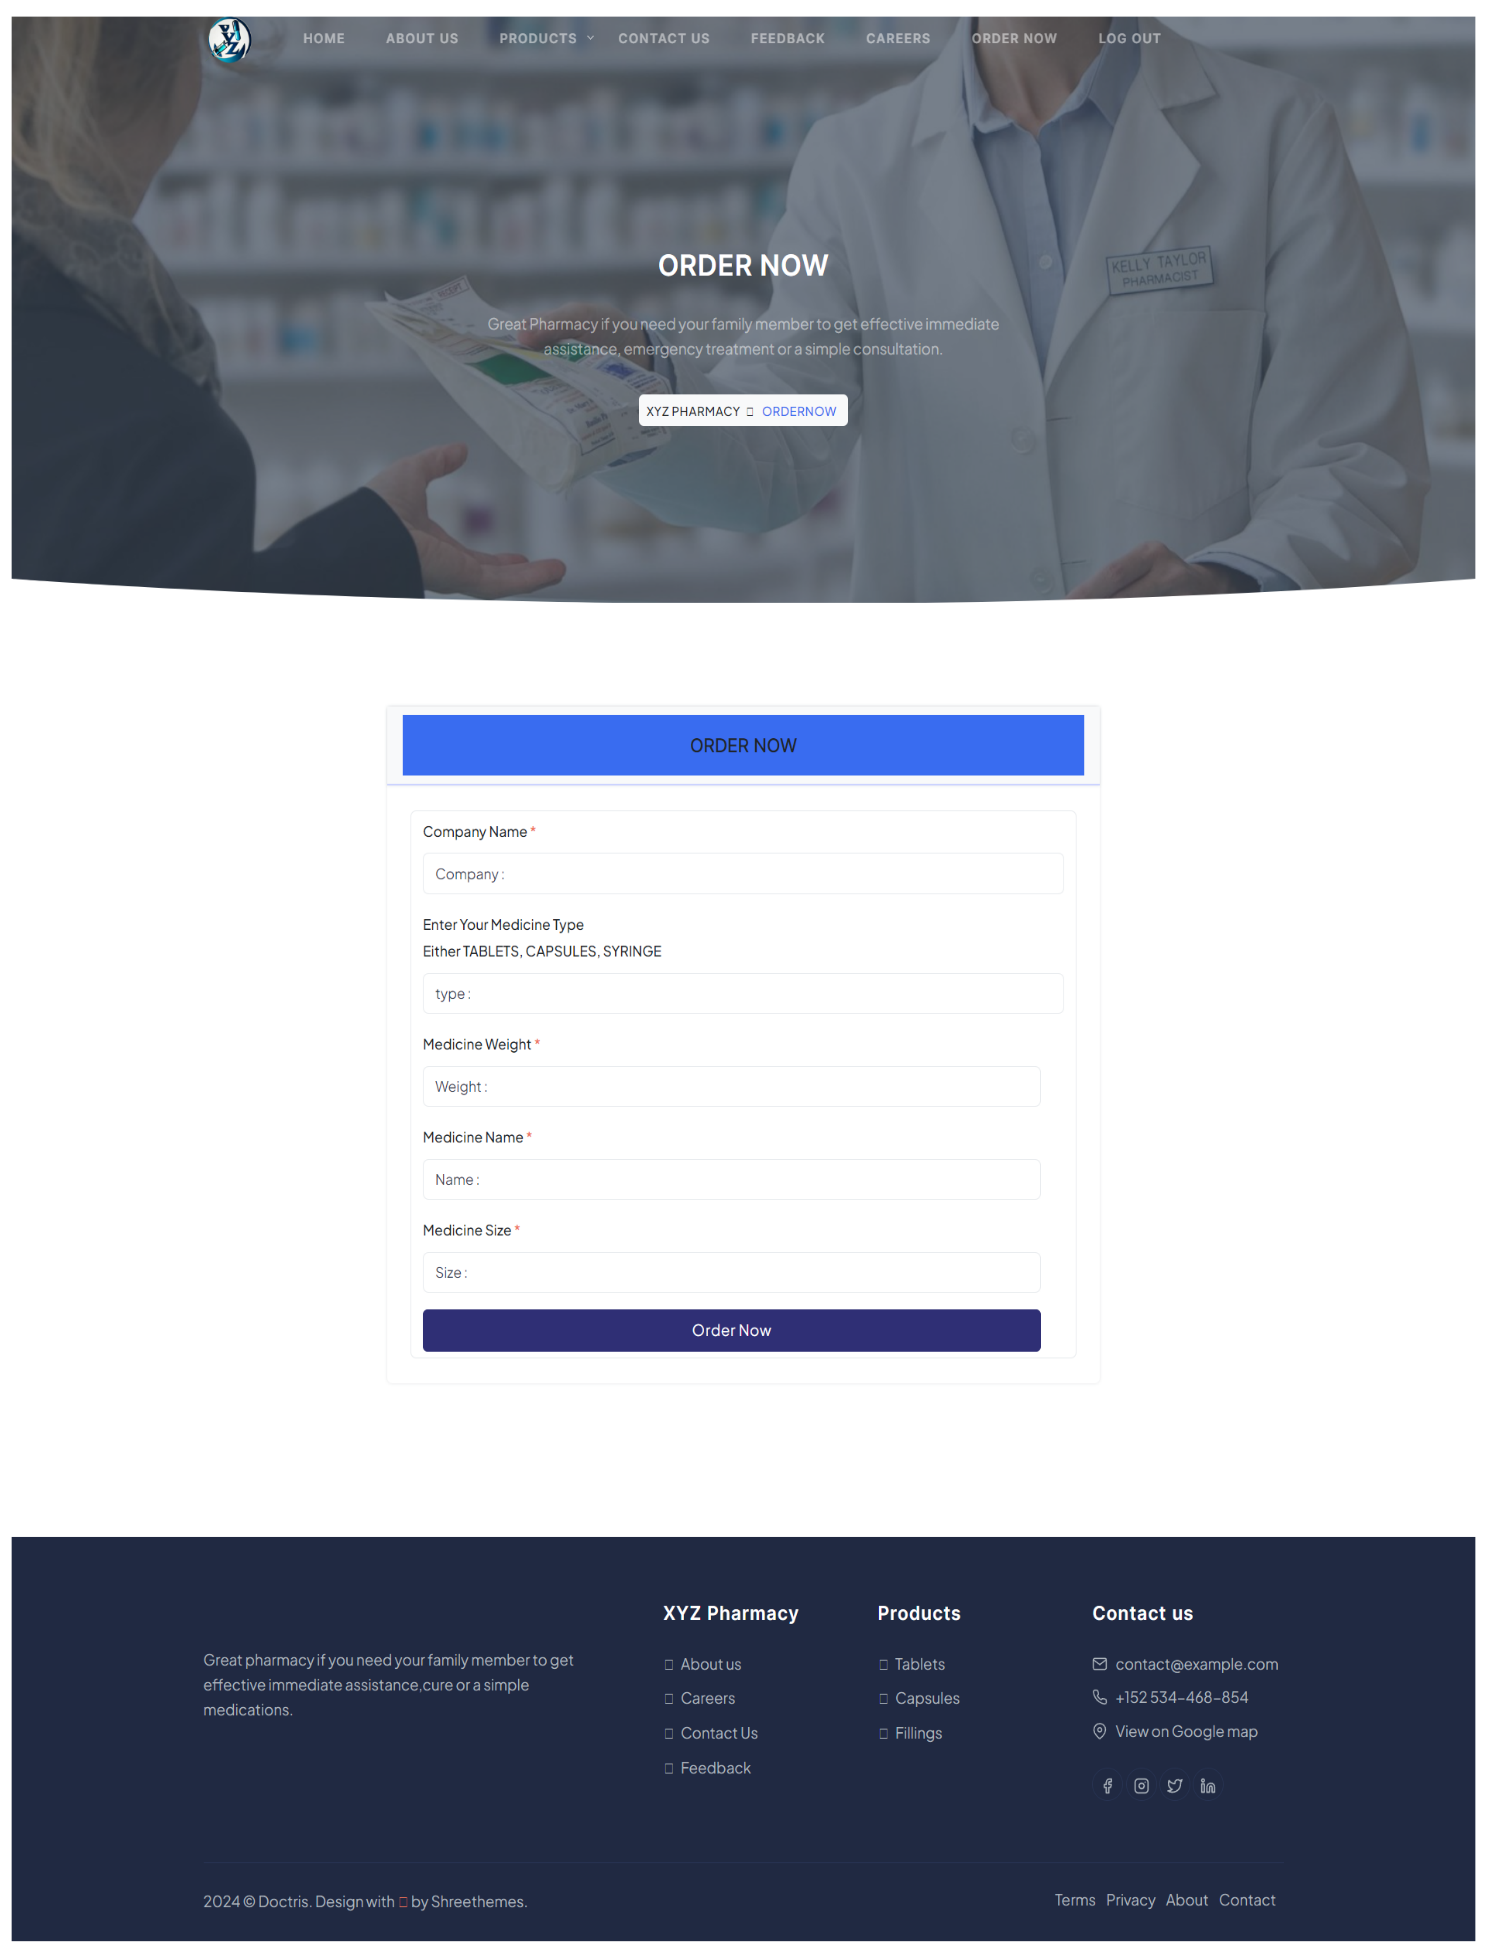 XYZ
HOME ABOUT US PRODUCTS CONTACT US FEEDBACK CAREERS ORDER NOW LOG OUT
KELLY TAYLOR
PHARMACIST
RECEIPT
ORDER NOW
Great Pharmacy if you need your family member to get effective immediate
assistance, emergency treatment or a simple consultation.
XYZ PHARMACY ORDERNOW
ORDER NOW
Company Name *
Company :
Enter Your Medicine Type
Either TABLETS, CAPSULES, SYRINGE
type :
Medicine Weight *
Weight :
Medicine Name *
Name :
Medicine Size *
Size :
Order Now
Great pharmacy if you need your family member to get
effective immediate assistance,cure or a simple
medications.
XYZ Pharmacy
About us
Careers
Contact Us
Feedback
Products
Tablets
Capsules
Fillings
Contact us
contact@example.com
+152 534-468-854
View on Google map
2024 © Doctris. Design with by Shreethemes.
Terms Privacy About Contact